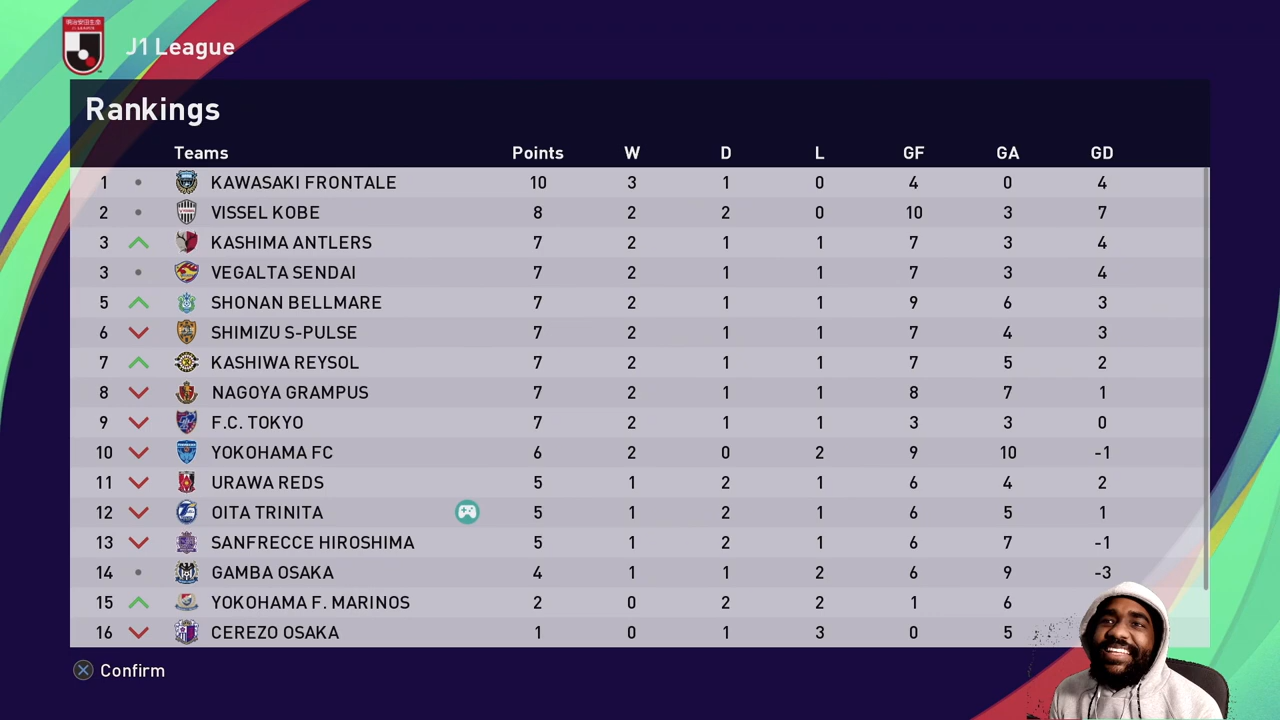 明治安田生命
J1 LEAGUE
J1 League
Rankings
Teams Points W D L GF GA GD
1 KAWASAKI FRONTALE 10 3 1 0 4 0 4
2 VISSEL KOBE 8 2 2 0 10 3 7
3 KASHIMA ANTLERS 7 2 1 1 7 3 4
3 VEGALTA SENDAI 7 2 1 1 7 3 4
5 SHONAN BELLMARE 7 2 1 1 9 6 3
6 SHIMIZU S-PULSE 7 2 1 1 7 4 3
7 KASHIWA REYSOL 7 2 1 1 7 5 2
8 NAGOYA GRAMPUS 7 2 1 1 8 7 1
9 F.C. TOKYO 7 2 1 1 3 3 0
10 YOKOHAMA FC 6 2 0 2 9 10 -1
11 URAWA REDS 5 1 2 1 6 4 2
12 OITA TRINITA 5 1 2 1 6 5 1
13 SANFRECCE HIROSHIMA 5 1 2 1 6 7 -1
14 GAMBA OSAKA 4 1 1 2 6 9 -3
15 YOKOHAMA F. MARINOS 2 0 2 2 1 6
16 CEREZO OSAKA 1 0 1 3 0 5
Confirm